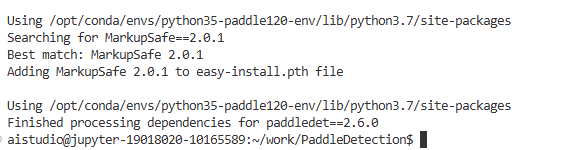 Using /opt/conda/envs/python35-paddle120-env/lib/python3.7/site-packages
Searching for MarkupSafe==2.0.1
Best match: MarkupSafe 2.0.1
Adding MarkupSafe 2.0.1 to easy-install.pth file
Using /opt/conda/envs/python35-paddle120-env/lib/python3.7/site-packages
Finished processing dependencies for paddledet==2.6.0
aistudio@jupyter-19018020-10165589:~/work/PaddleDetection$